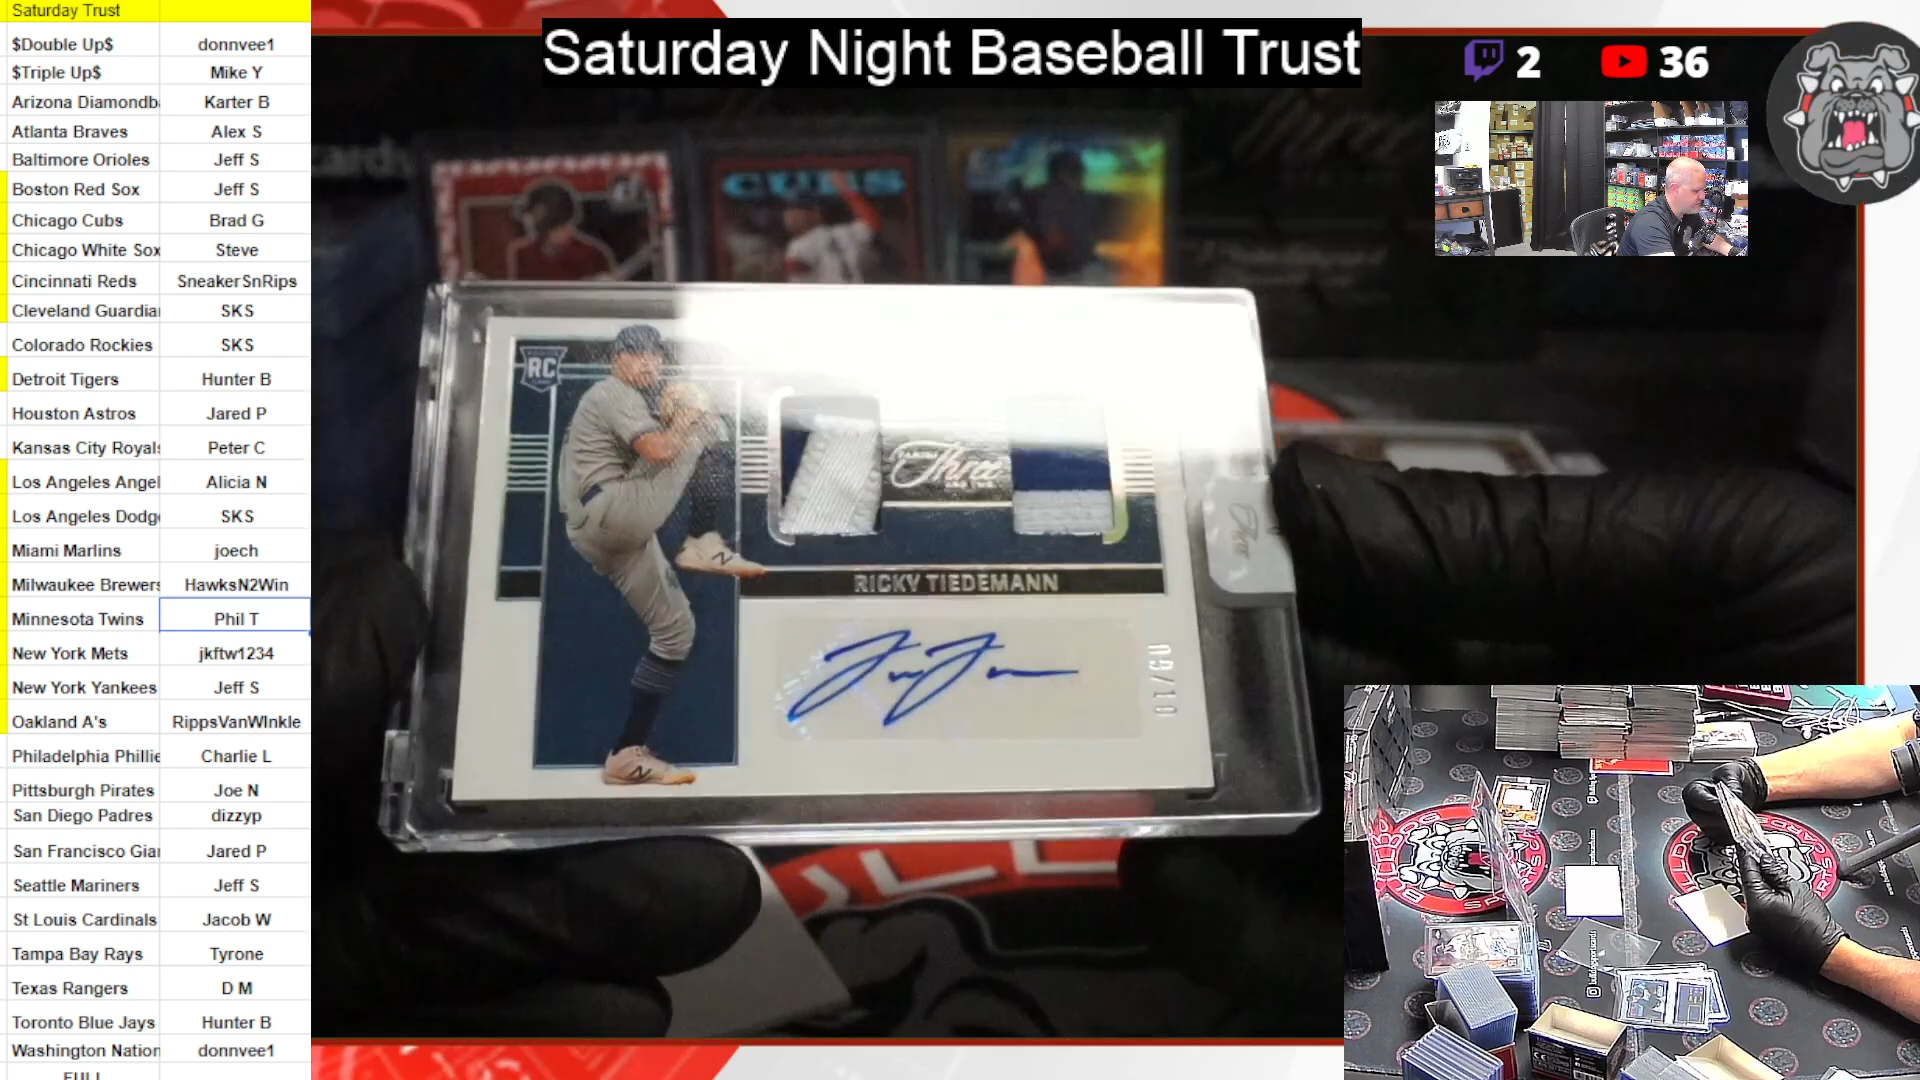 Saturday Trust
$Double Up$ donnvee1
$Triple Up$ Mike Y
Arizona Diamondba Karter B
Atlanta Braves Alex S
Baltimore Orioles Jeff S
Boston Red Sox Jeff S
Chicago Cubs Brad G
Chicago White Sox Steve
Cincinnati Reds SneakerSnRips
Cleveland Guardia SKS
Colorado Rockies SKS
Detroit Tigers Hunter B
Houston Astros Jared P
Kansas City Royals Peter C
Los Angeles Angel Alicia N
Los Angeles Dodge SKS
Miami Marlins joech
Milwaukee Brewers HawksN2Win
Minnesota Twins Phil T
New York Mets jkftw1234
New York Yankees Jeff S
Oakland A's RippsVanWInkle
Philadelphia Phillie Charlie L
Pittsburgh Pirates Joe N
San Diego Padres dizzyp
San Francisco Gia Jared P
Seattle Mariners Jeff S
St Louis Cardinals Jacob W
Tampa Bay Rays Tyrone
Texas Rangers D M
Toronto Blue Jays Hunter B
Washington Nation donnvee1
FULL
Saturday Night Baseball Trust
2
36
CUBS
RC
Three
RICKY TIEDEMANN